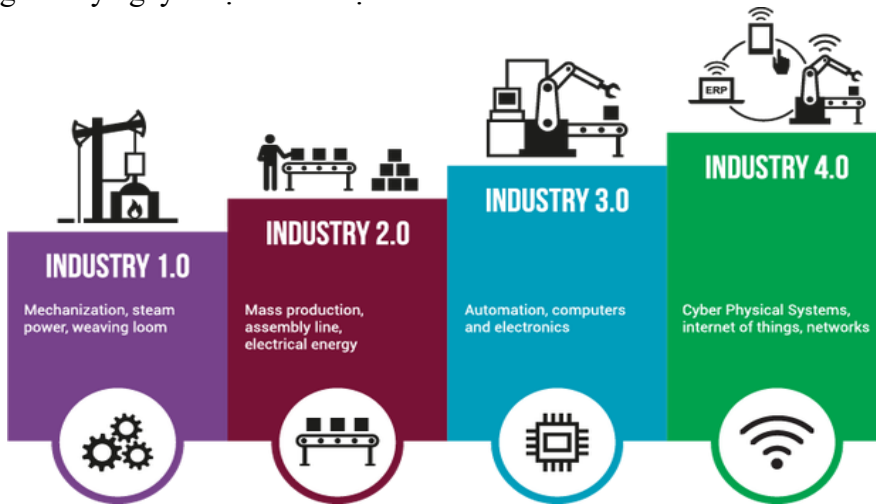 INDUSTRY 1.0
Mechanization, steam
power, weaving loom
INDUSTRY 2.0
Mass production,
assembly line,
electrical energy
INDUSTRY 3.0
Automation, computers
and electronics
ERP
INDUSTRY 4.0
Cyber Physical Systems,
internet of things, networks